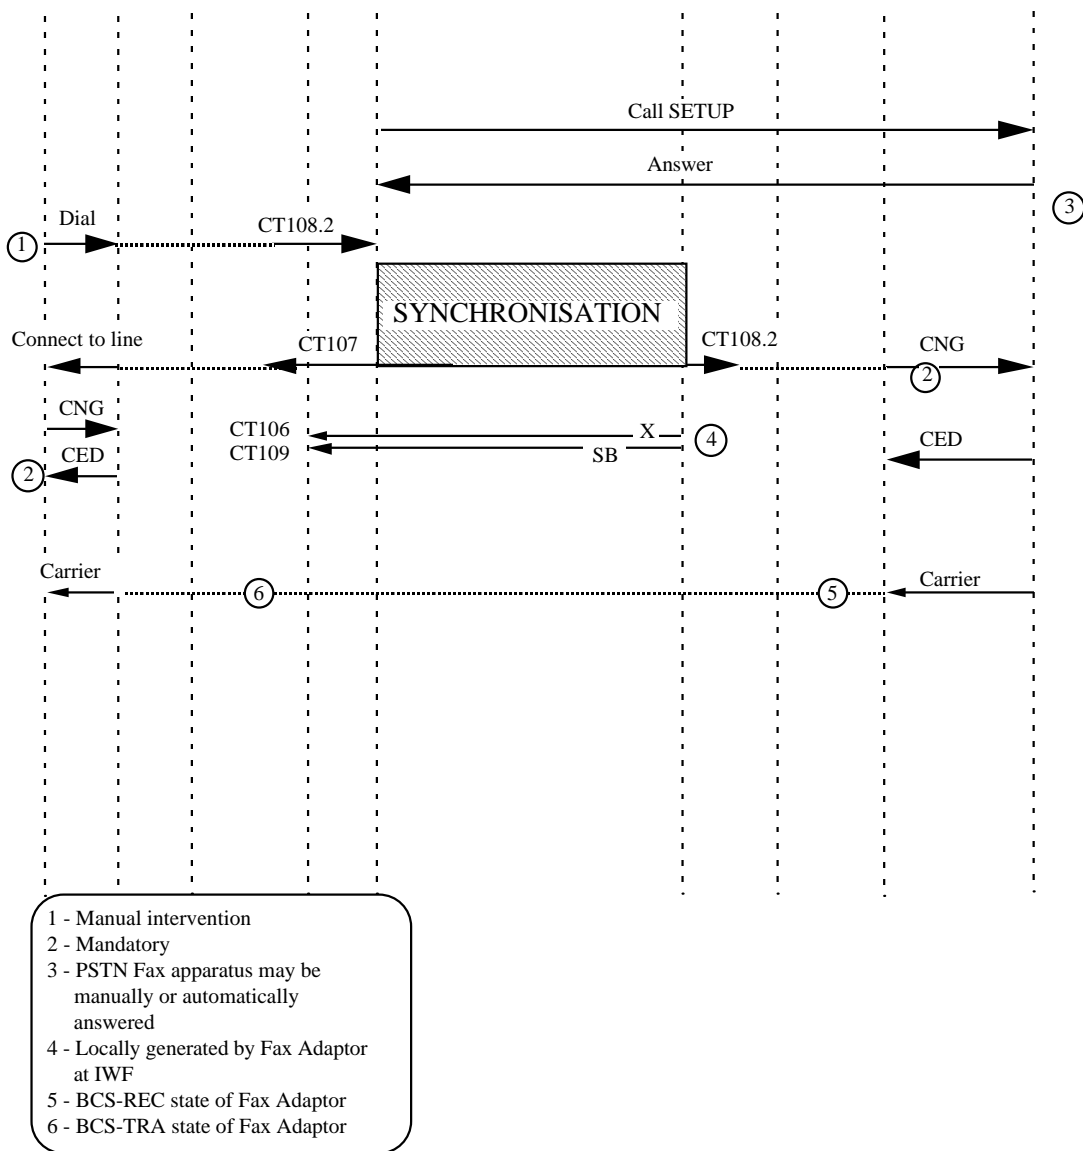 Call SETUP
Answer
3
Dial
CT108.2
1
SYNCHRONISATION
Connect to line
CT107
CT108.2
CNG
2
CNG
CT106
X
4
CT109
SB
CED
CED
2
Carrier
6
5
Carrier
1 - Manual intervention
2 - Mandatory
3 - PSTN Fax apparatus may be
manually or automatically
answered
4 - Locally generated by Fax Adaptor
at IWF
5 - BCS-REC state of Fax Adaptor
6 - BCS-TRA state of Fax Adaptor